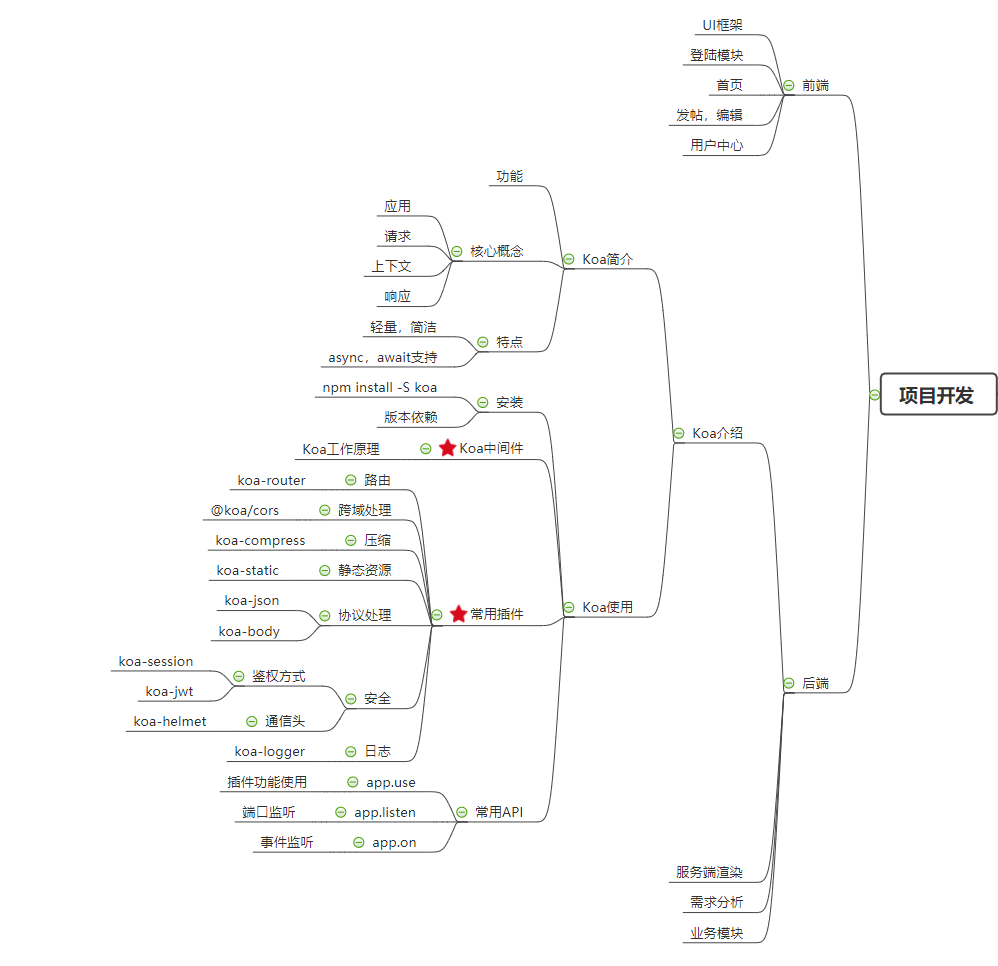 UI框架
登陆模块
首页
前端
发帖，编辑
用户中心
功能
应用
请求
核心概念
Koa简介
上下文
响应
轻量，简洁
特点
async，await支持
npm install -S koa
安装
版本依赖
项目开发
Koa介绍
Koa工作原理
Koa中间件
koa-router
路由
@koa/cors
跨域处理
koa-compress
压缩
koa-static
静态资源
koa-json
协议处理
常用插件
Koa使用
koa-body
koa-session
鉴权方式
koa-jwt
安全
后端
koa-helmet
通信头
koa-logger
日志
插件功能使用
app.use
端口监听
app.listen
常用API
事件监听
app.on
服务端渲染
需求分析
业务模块